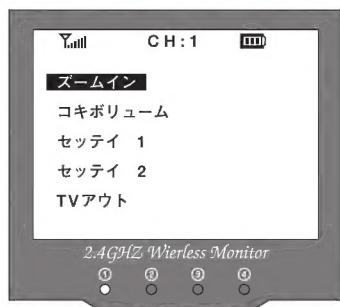 CH:1
ズームイン
コキボリューム
セッテイ 1
セッテイ 2
TVアウト
2.4GHZ Wierless Monitor
① ② ③ ④